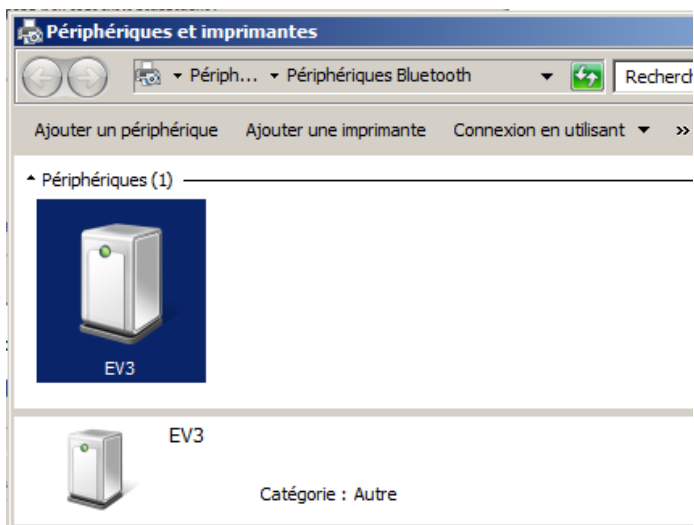 Périphériques et imprimantes
Périph... Périphériques Bluetooth Recherch
Ajouter un périphérique Ajouter une imprimante Connexion en utilisant »
Périphériques (1)
EV3
EV3
Catégorie : Autre